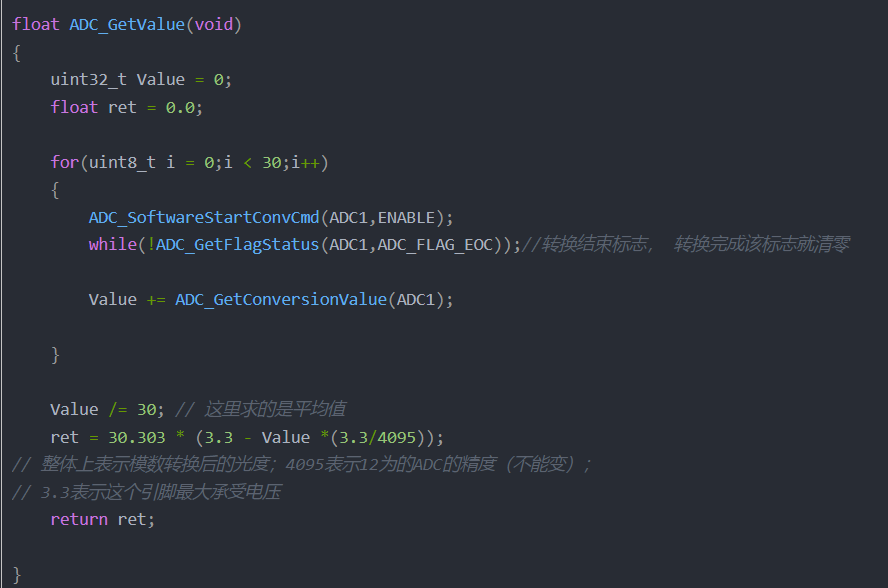 float ADC_GetValue(void)
{
uint32_t Value = 0;
float ret = 0.0;
for(uint8_t i = 0;i < 30;i++)
{
ADC_SoftwareStartConvCmd(ADC1,ENABLE);
while(!ADC_GetFlagStatus(ADC1,ADC_FLAG_EOC));//转换结束标志， 转换完成该标志就清零
Value += ADC_GetConversionValue(ADC1);
}
Value /= 30; // 这里求的是平均值
ret = 30.303 * (3.3 - Value *(3.3/4095));
// 整体上表示模数转换后的光度；4095表示12为的ADC的精度（不能变）；
// 3.3表示这个引脚最大承受电压
return ret;
}